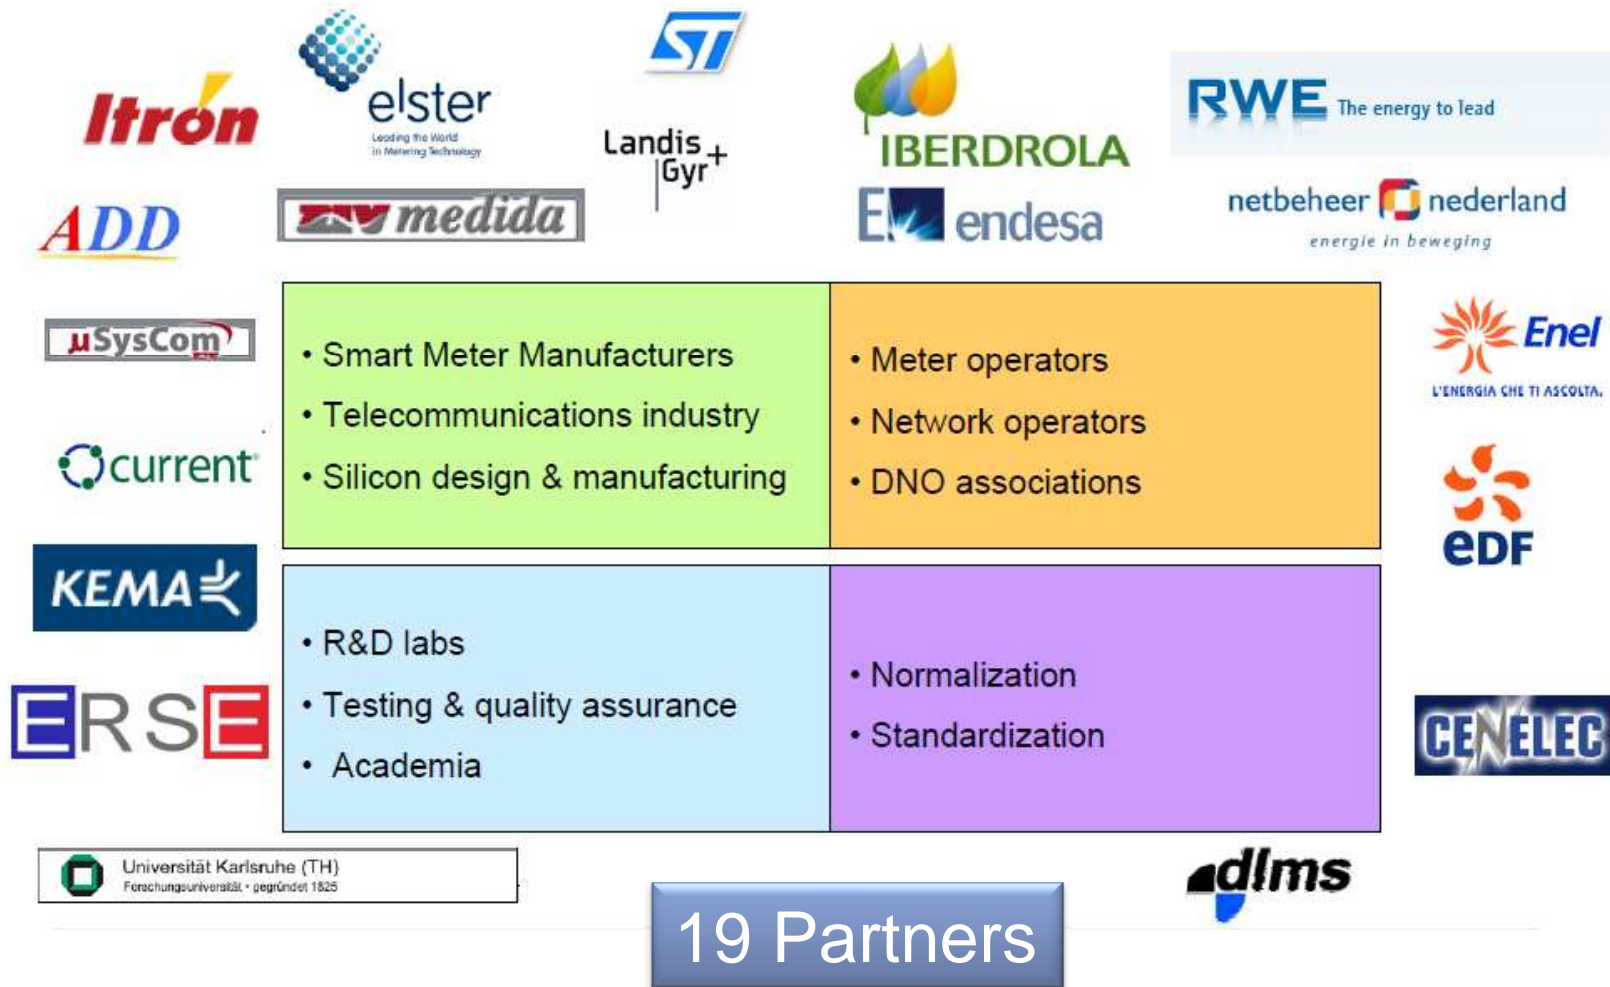 Itrón
elster
Leading the World
in Metering Technology
ST
Landis
Gyr+
IBERDROLA
RWE The energy to lead
ADD
ZIV medida
endesa
netbeheer nederland
energie in beweging
µSysCom
current
KEMA
ERSE
• Smart Meter Manufacturers
• Telecommunications industry
• Silicon design & manufacturing
• Meter operators
• Network operators
• DNO associations
• R&D labs
• Testing & quality assurance
• Academia
• Normalization
• Standardization
Enel
L'ENERGIA CHE TI ASCOLTA.
eDF
CENELEC
Universität Karlsruhe (TH)
Forschungsuniversität • gegründet 1825
dlms
19 Partners